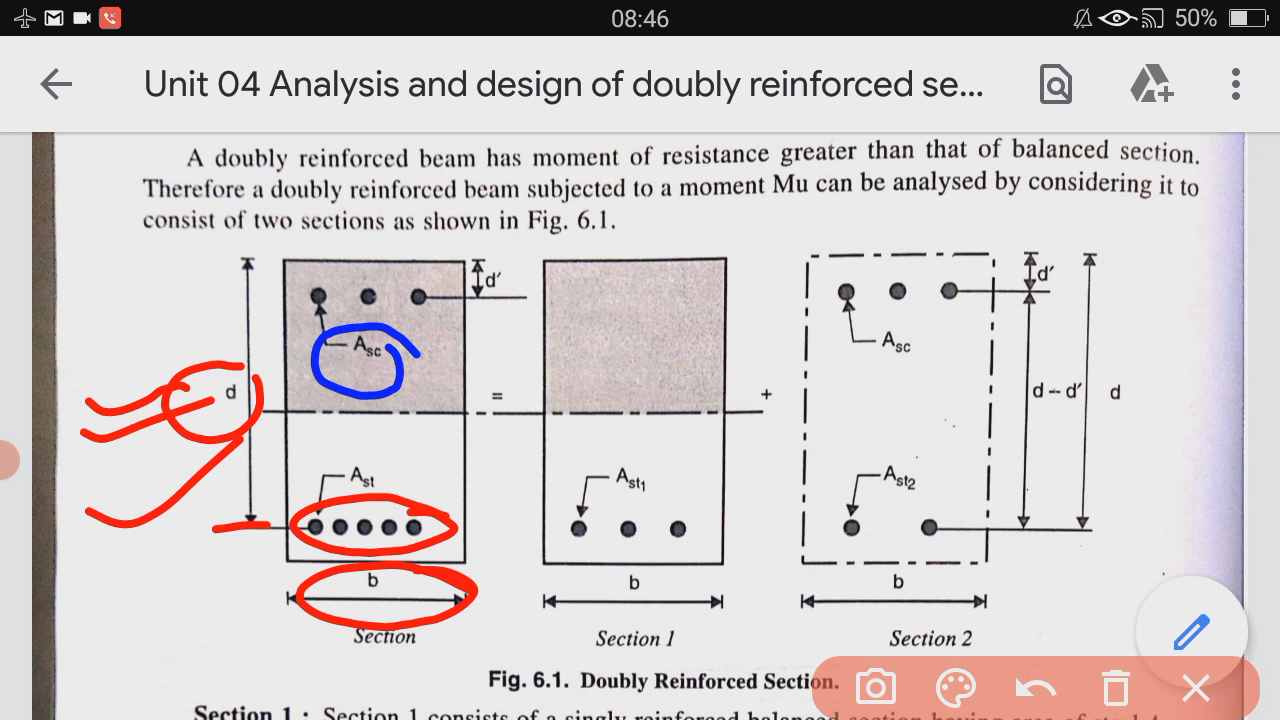 08:46
50%
Unit 04 Analysis and design of doubly reinforced se...
A doubly reinforced beam has moment of resistance greater than that of balanced section.
Therefore a doubly reinforced beam subjected to a moment Mu can be analysed by considering it to
consist of two sections as shown in Fig. 6.1.
d'
d'
Asc
Asc
d
=
+
d – d'
d
Ast
Ast1
Ast2
b
b
b
Section
Section 1
Section 2
Fig. 6.1. Doubly Reinforced Section.
Section 1 : Section 1 consists of a singly reinforced balanced section having area of